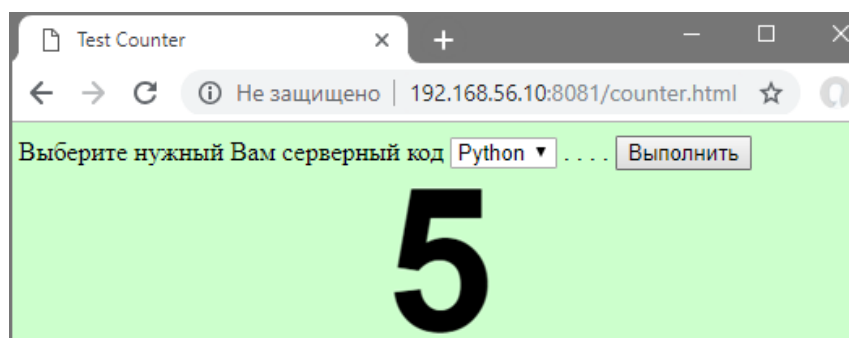 Test Counter
Не защищено | 192.168.56.10:8081/counter.html
Выберите нужный Вам серверный код Python . . . . Выполнить
5